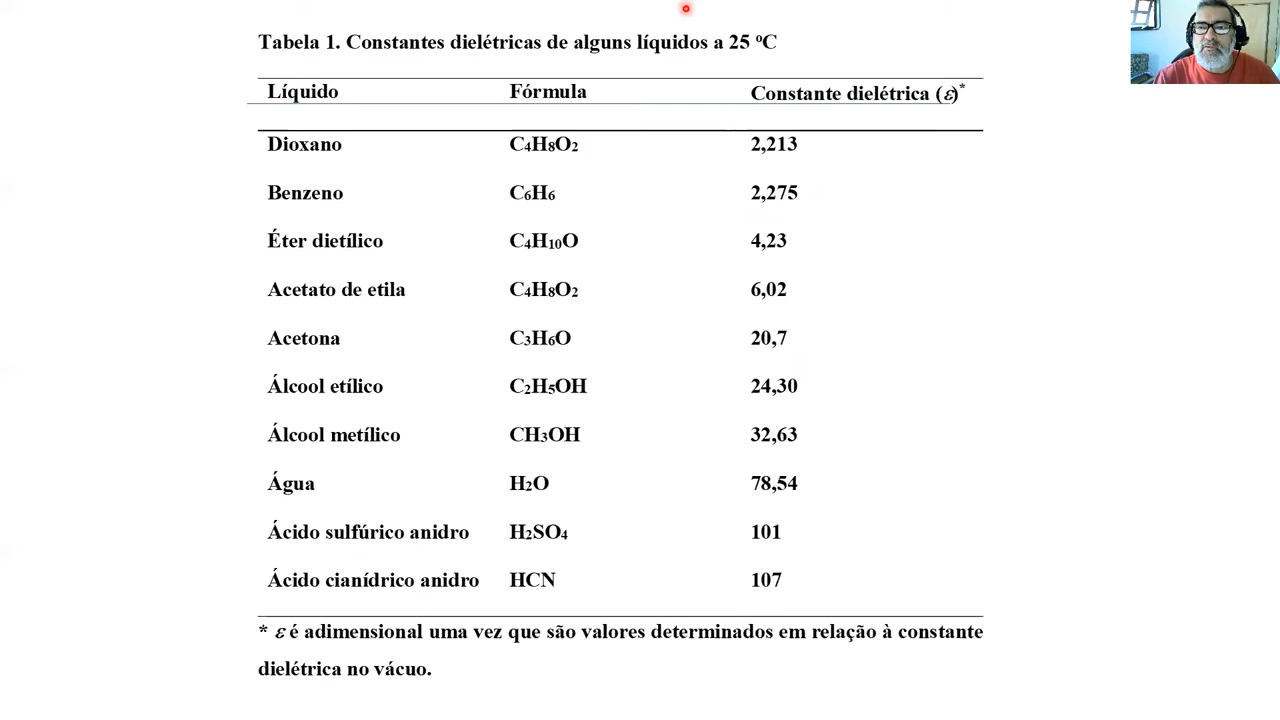 Tabela 1. Constantes dielétricas de alguns líquidos a 25 ºC
Líquido Fórmula Constante dielétrica (ε)*
Dioxano C₄H₈O₂ 2,213
Benzeno C₆H₆ 2,275
Éter dietílico C₄H₁₀O 4,23
Acetato de etila C₄H₈O₂ 6,02
Acetona C₃H₆O 20,7
Álcool etílico C₂H₅OH 24,30
Álcool metílico CH₃OH 32,63
Água H₂O 78,54
Ácido sulfúrico anidro H₂SO₄ 101
Ácido cianídrico anidro HCN 107
* ε é adimensional uma vez que são valores determinados em relação à constante
dielétrica no vácuo.